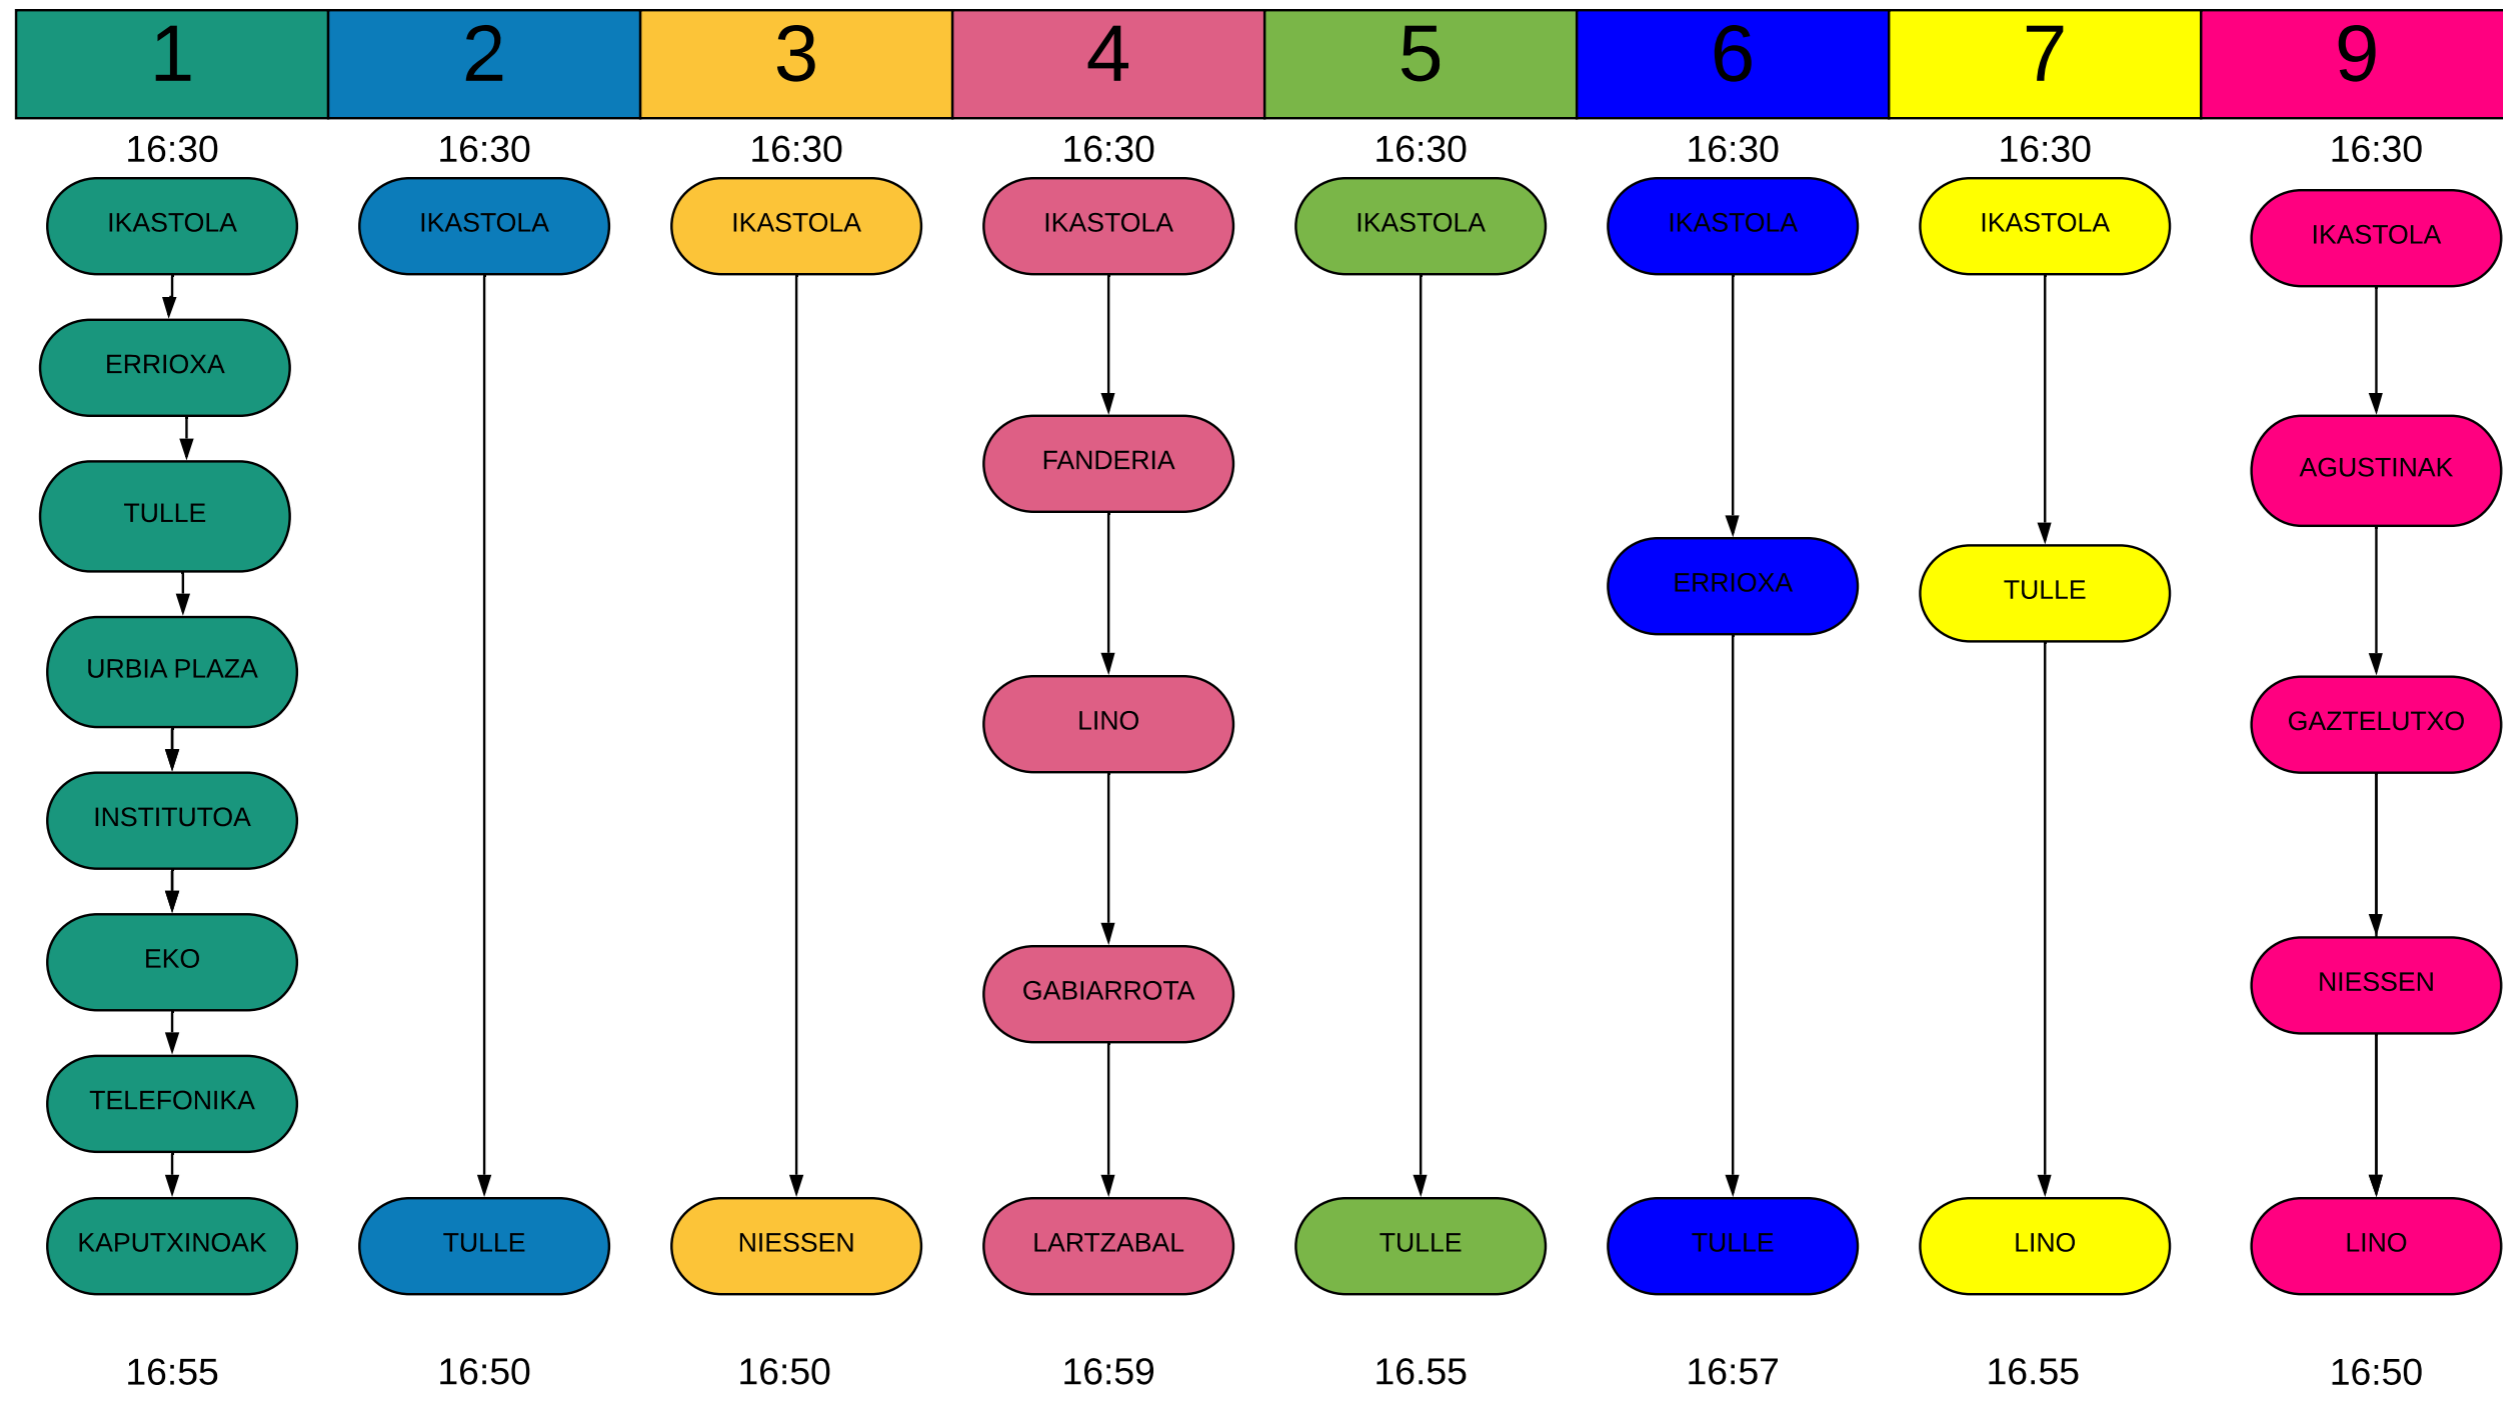 1 2 3 4 5 6 7 9
16:30 16:30 16:30 16:30 16:30 16:30 16:30 16:30
IKASTOLA IKASTOLA IKASTOLA IKASTOLA IKASTOLA IKASTOLA IKASTOLA IKASTOLA
ERRIOXA
FANDERIA AGUSTINAK
TULLE
ERRIOXA TULLE
URBIA PLAZA
LINO GAZTELUTXO
INSTITUTOA
EKO
GABIARROTA NIESSEN
TELEFONIKA
KAPUTXINOAK TULLE NIESSEN LARTZABAL TULLE TULLE LINO LINO
16:55 16:50 16:50 16:59 16.55 16:57 16.55 16:50